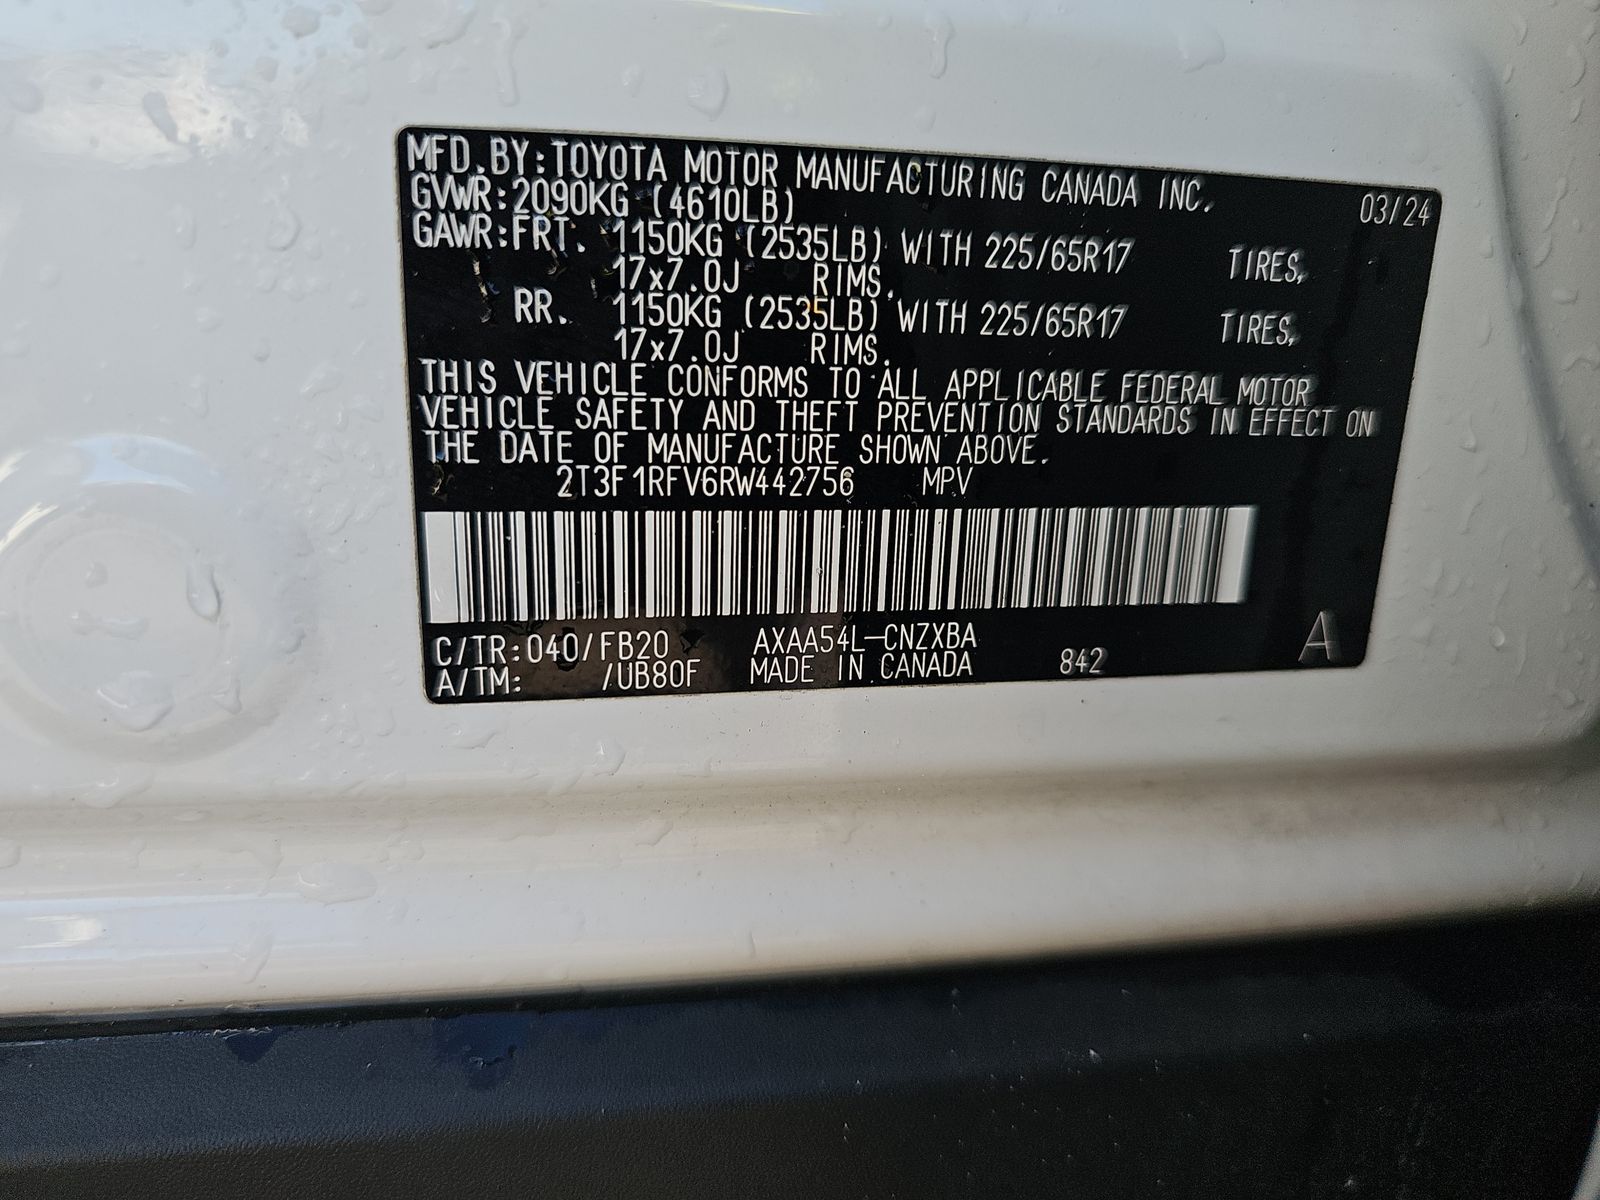 MFD. BY: TOYOTA MOTOR MANUFACTURING CANADA INC. 03/24
GVWR: 2090KG (4610LB)
GAWR: FRT. 1150KG (2535LB) WITH 225/65R17 TIRES,
17x7.0J RIMS.
RR. 1150KG (2535LB) WITH 225/65R17 TIRES,
17x7.0J RIMS.
THIS VEHICLE CONFORMS TO ALL APPLICABLE FEDERAL MOTOR
VEHICLE SAFETY AND THEFT PREVENTION STANDARDS IN EFFECT ON
THE DATE OF MANUFACTURE SHOWN ABOVE.
2T3F1RFV6RW442756 MPV
C/TR: 040/FB20 AXAA54L-CNZXBA
A/TM: /UB80F MADE IN CANADA 842 A